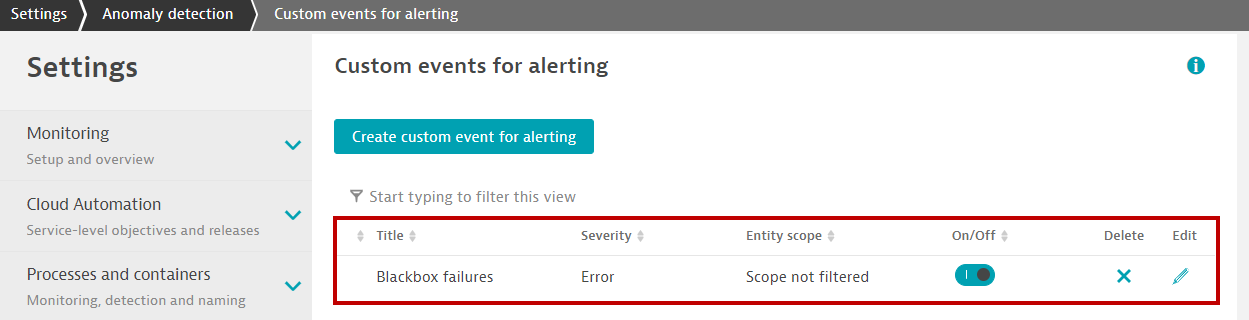 Settings Anomaly detection Custom events for alerting
Settings
Monitoring
Setup and overview
Cloud Automation
Service-level objectives and releases
Processes and containers
Monitoring, detection and naming
Custom events for alerting
Create custom event for alerting
Start typing to filter this view
Title Severity Entity scope On/Off Delete Edit
Blackbox failures Error Scope not filtered